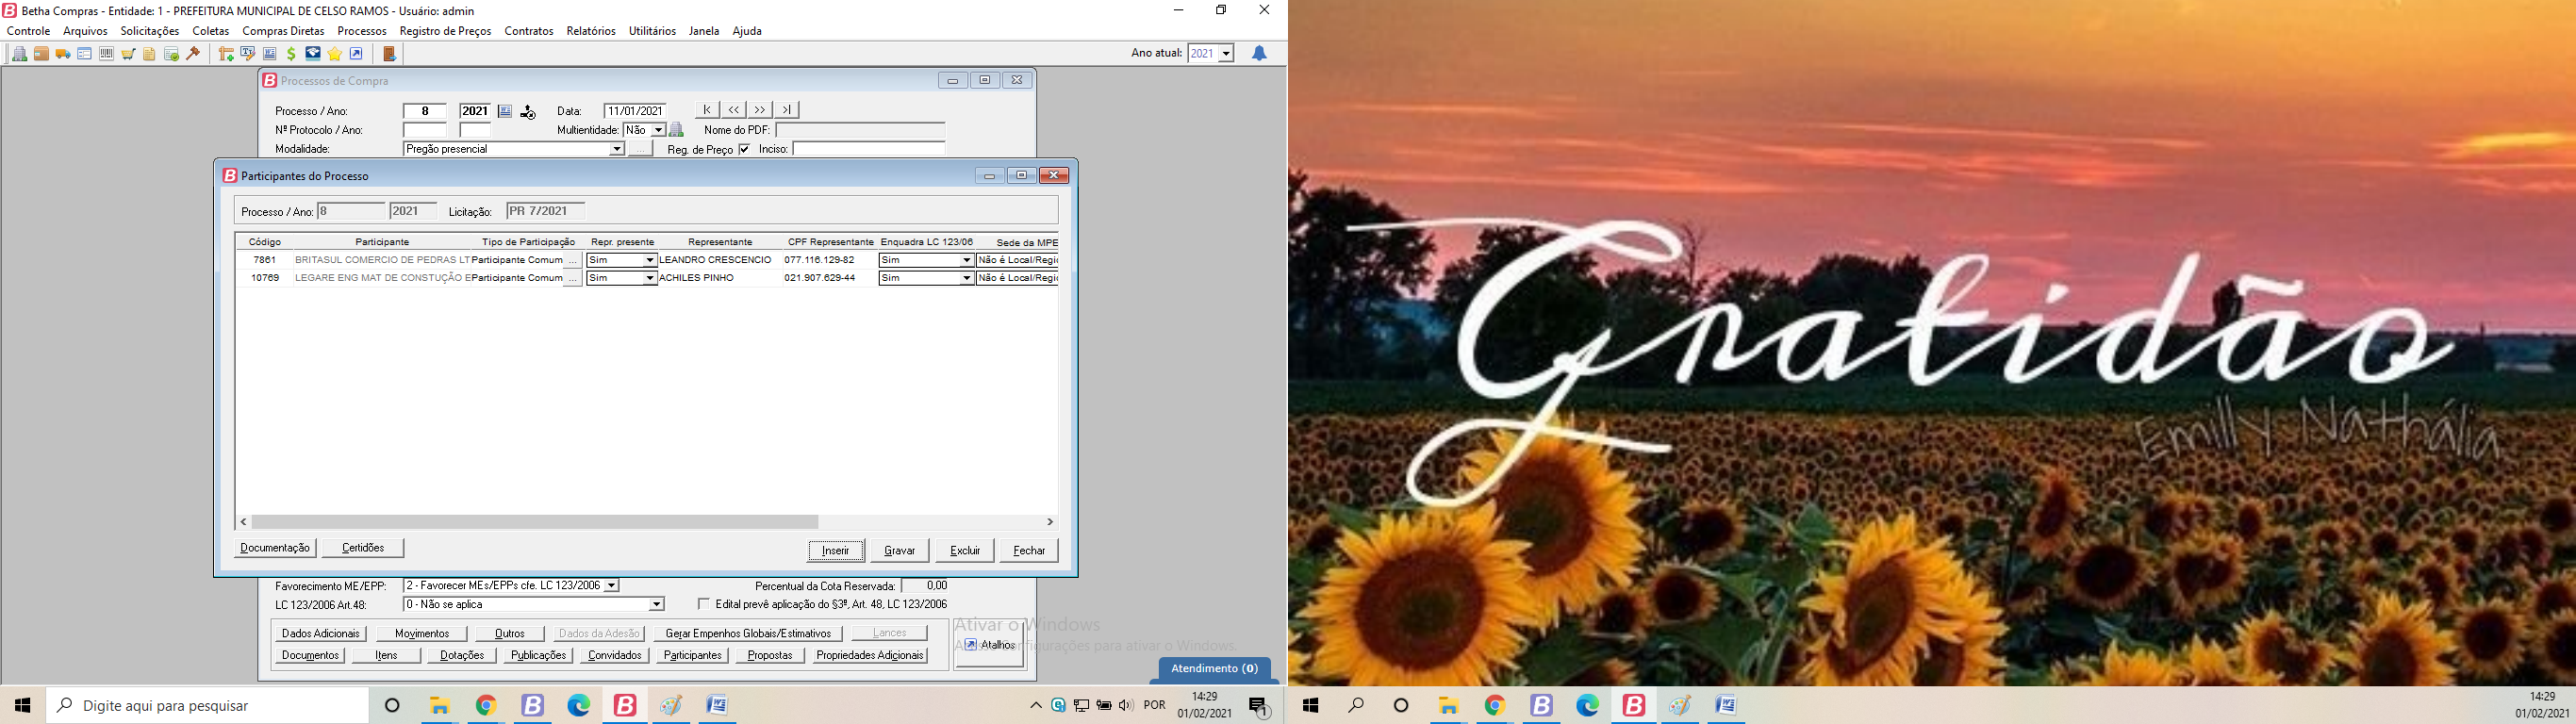 Betha Compras - Entidade: 1 - PREFEITURA MUNICIPAL DE CELSO RAMOS - Usuário: admin
Controle Arquivos Solicitações Coletas Compras Diretas Processos Registro de Preços Contratos Relatórios Utilitários Janela Ajuda
Ano atual: 2021
Processos de Compra
Processo / Ano: 8 2021 Data: 11/01/2021 |< << >> >|
Nº Protocolo / Ano: Multientidade: Não Nome do PDF:
Modalidade: Pregão presencial ... Reg. de Preço Inciso:
Participantes do Processo
Processo / Ano: 8 2021 Licitação: PR 7/2021
Código Participante Tipo de Participação Repr. presente Representante CPF Representante Enquadra LC 123/06 Sede da MPE
7861 BRITASUL COMERCIO DE PEDRAS LT Participante Comum ... Sim LEANDRO CRESCENCIO 077.116.129-82 Sim Não é Local/Regio
10769 LEGARE ENG MAT DE CONSTUÇÃO E Participante Comum ... Sim ACHILES PINHO 021.907.629-44 Sim Não é Local/Regio
Documentação Certidões Inserir Gravar Excluir Fechar
Favorecimento ME/EPP: 2 - Favorecer MEs/EPPs cfe. LC 123/2006 Percentual da Cota Reservada: 0,00
LC 123/2006 Art.48: 0 - Não se aplica Edital prevê aplicação do §3º, Art. 48, LC 123/2006
Dados Adicionais Movimentos Outros Dados da Adesão Gerar Empenhos Globais/Estimativos Lances
Documentos Itens Dotações Publicações Convidados Participantes Propostas Propriedades Adicionais Atalhos
Ativar o Windows
configurações para ativar o Windows.
Atendimento (0)
Digite aqui para pesquisar
POR
14:29
01/02/2021
1
Gratidão
Emilly Nathália
14:29
01/02/2021